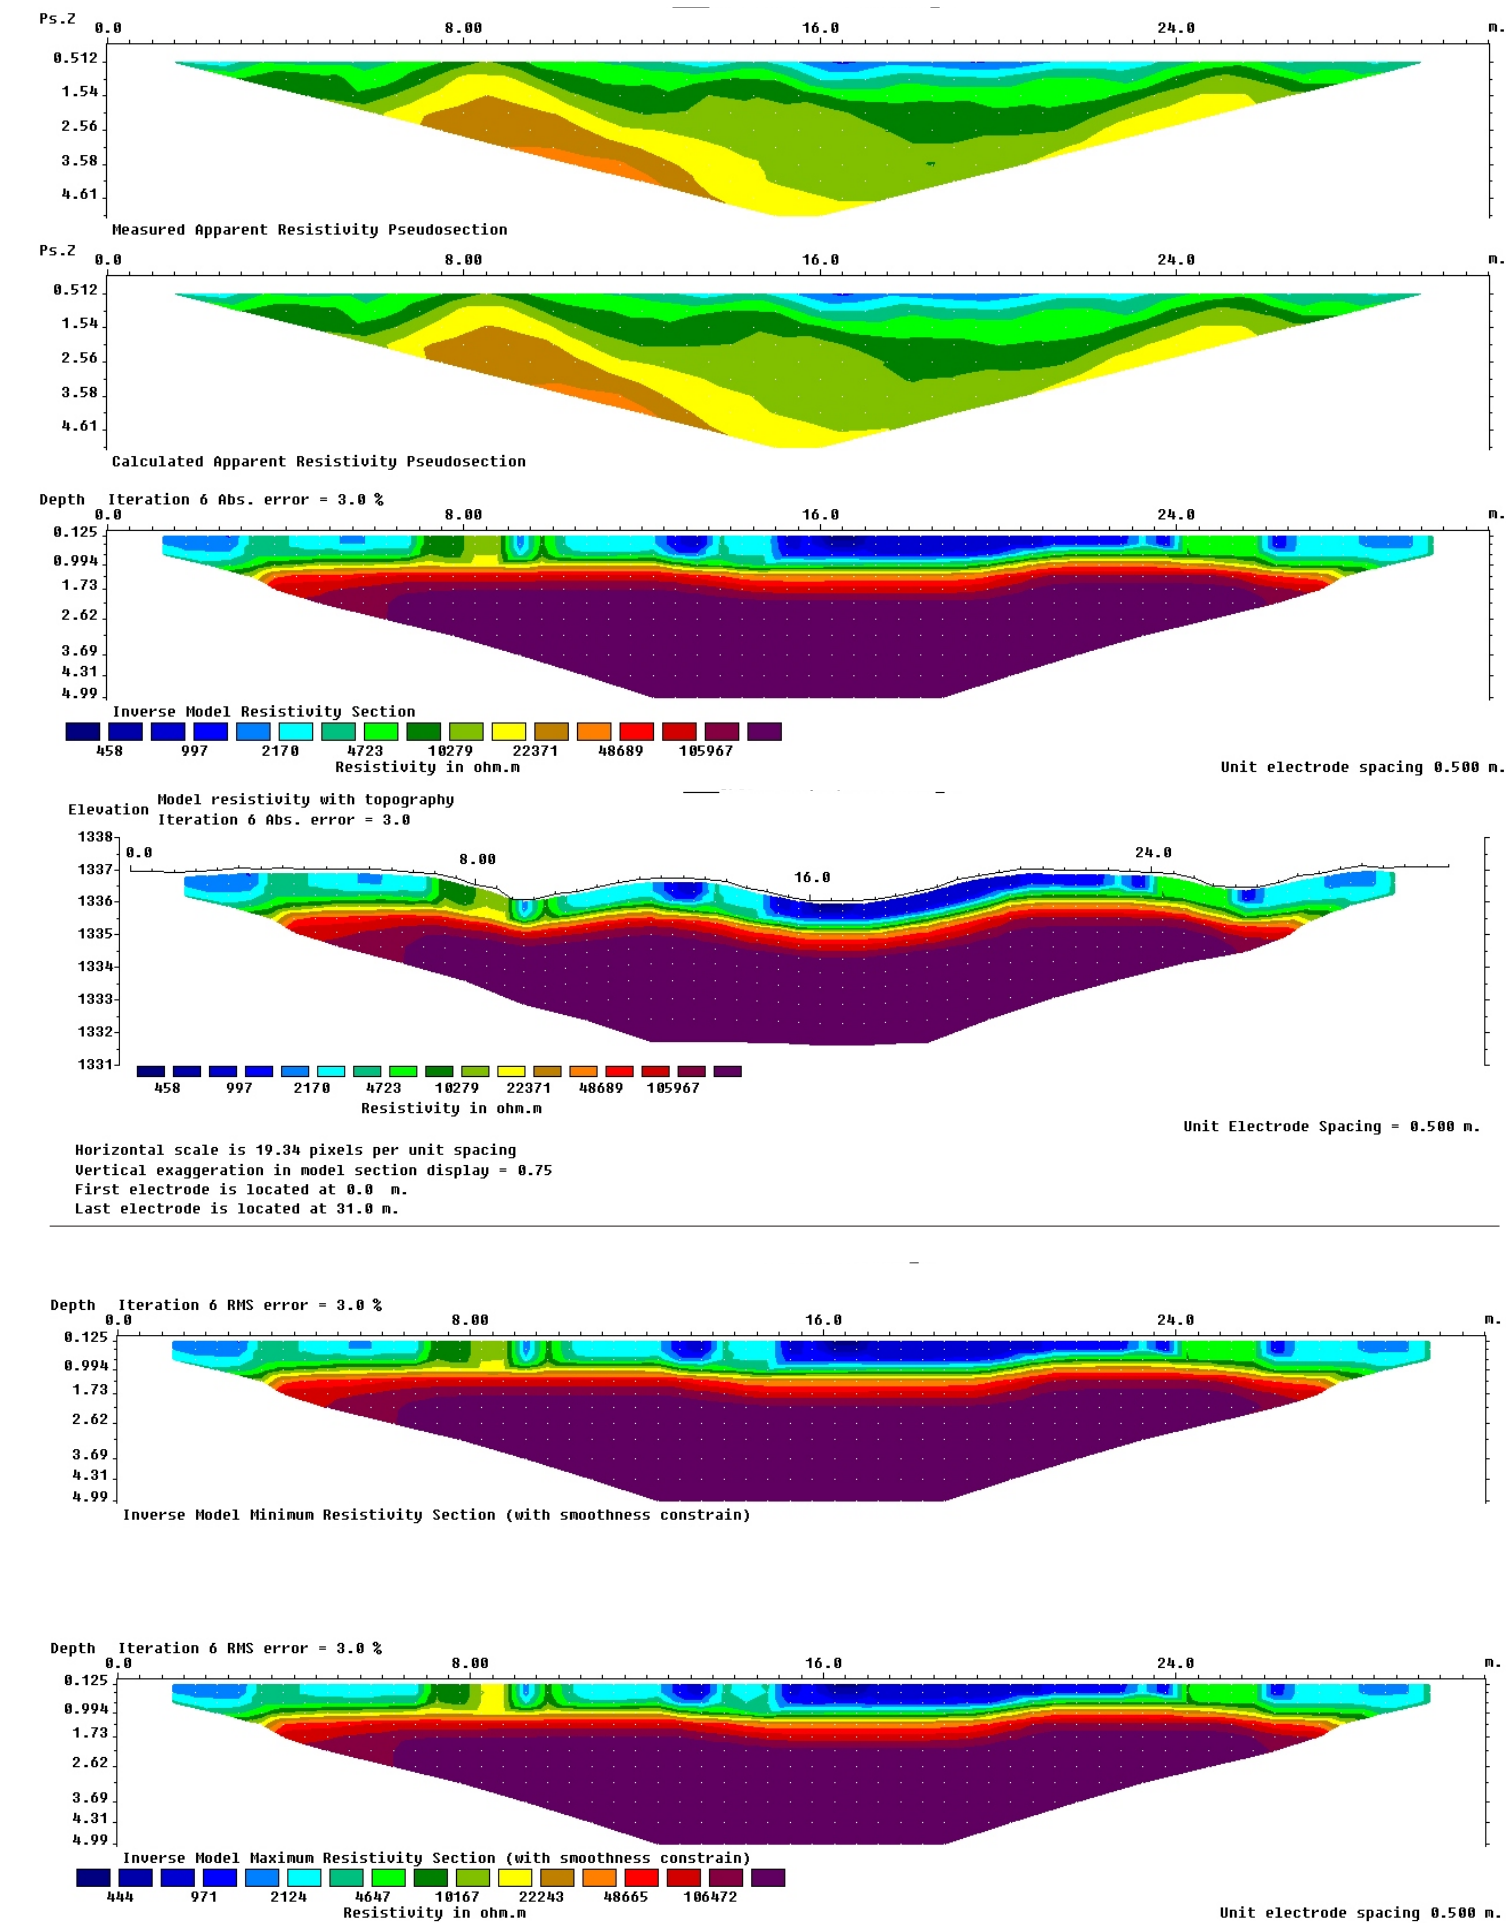 Ps.Z 0.0 8.00 16.0 24.0 m.
0.512
1.54
2.56
3.58
4.61
Measured Apparent Resistivity Pseudosection
Ps.Z 0.0 8.00 16.0 24.0 m.
0.512
1.54
2.56
3.58
4.61
Calculated Apparent Resistivity Pseudosection
Depth Iteration 6 Abs. error = 3.0 %
0.0 8.00 16.0 24.0 m.
0.125
0.994
1.73
2.62
3.69
4.31
4.99
Inverse Model Resistivity Section
458 997 2170 4723 10279 22371 48689 105967
Resistivity in ohm.m
Unit electrode spacing 0.500 m.
Model resistivity with topography
Elevation
Iteration 6 Abs. error = 3.0
1338
0.0 8.00 16.0 24.0
1337
1336
1335
1334
1333
1332
1331
458 997 2170 4723 10279 22371 48689 105967
Resistivity in ohm.m
Unit Electrode Spacing = 0.500 m.
Horizontal scale is 19.34 pixels per unit spacing
Vertical exaggeration in model section display = 0.75
First electrode is located at 0.0 m.
Last electrode is located at 31.0 m.
Depth Iteration 6 RMS error = 3.0 %
0.0 8.00 16.0 24.0 m.
0.125
0.994
1.73
2.62
3.69
4.31
4.99
Inverse Model Minimum Resistivity Section (with smoothness constrain)
Depth Iteration 6 RMS error = 3.0 %
0.0 8.00 16.0 24.0 m.
0.125
0.994
1.73
2.62
3.69
4.31
4.99
Inverse Model Maximum Resistivity Section (with smoothness constrain)
444 971 2124 4647 10167 22243 48665 106472
Resistivity in ohm.m
Unit electrode spacing 0.500 m.